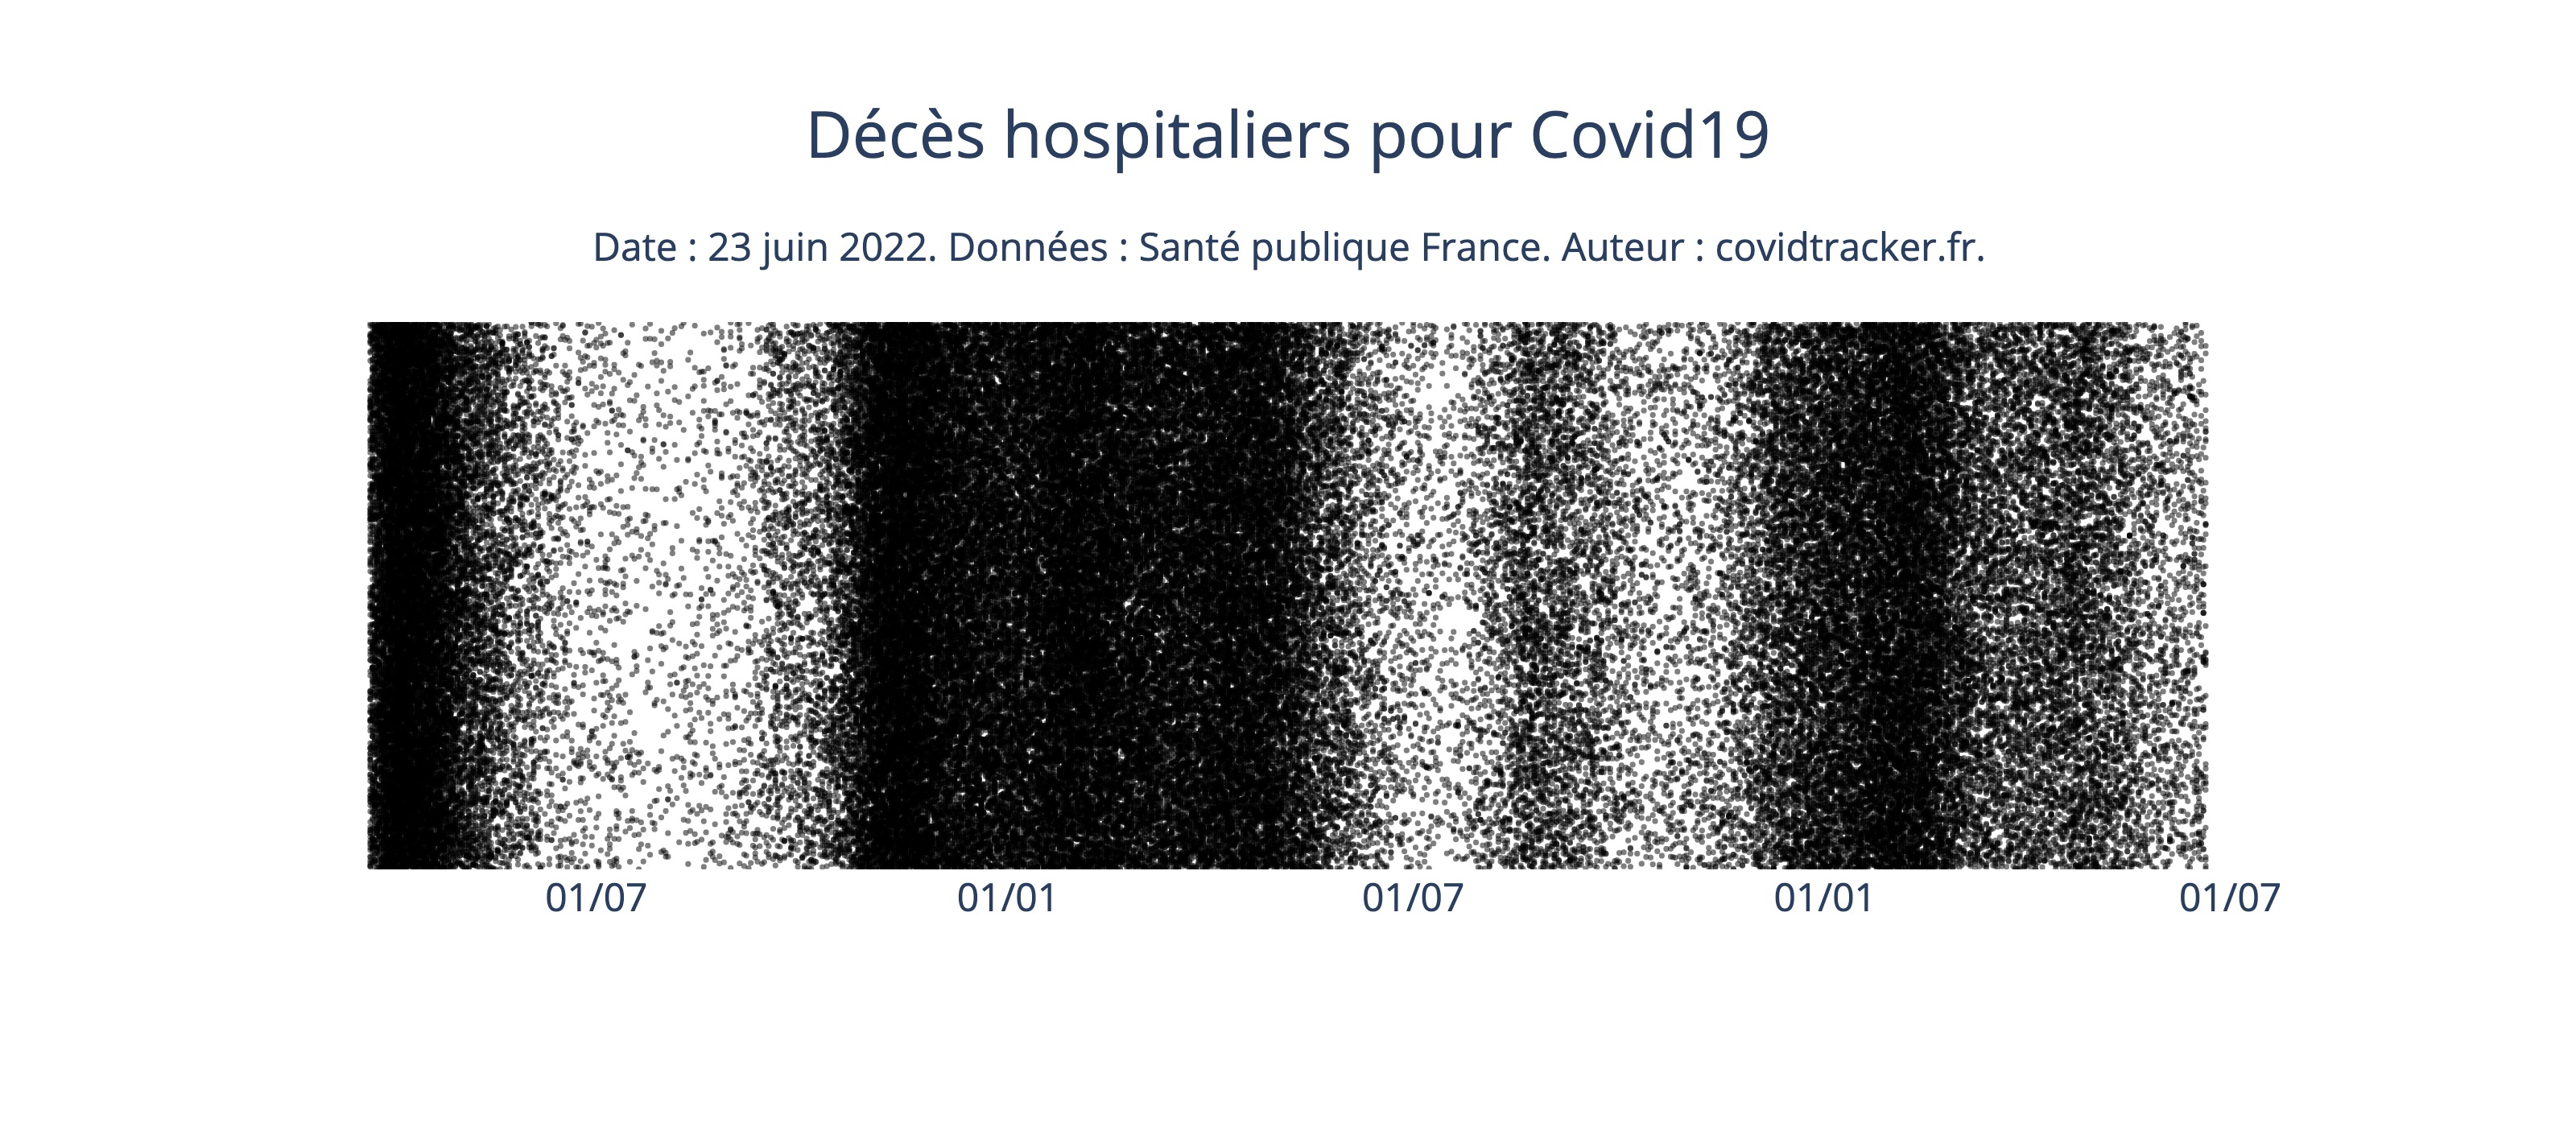 Décès hospitaliers pour Covid19
Date : 23 juin 2022. Données : Santé publique France. Auteur : covidtracker.fr.
01/07 01/01 01/07 01/01 01/07